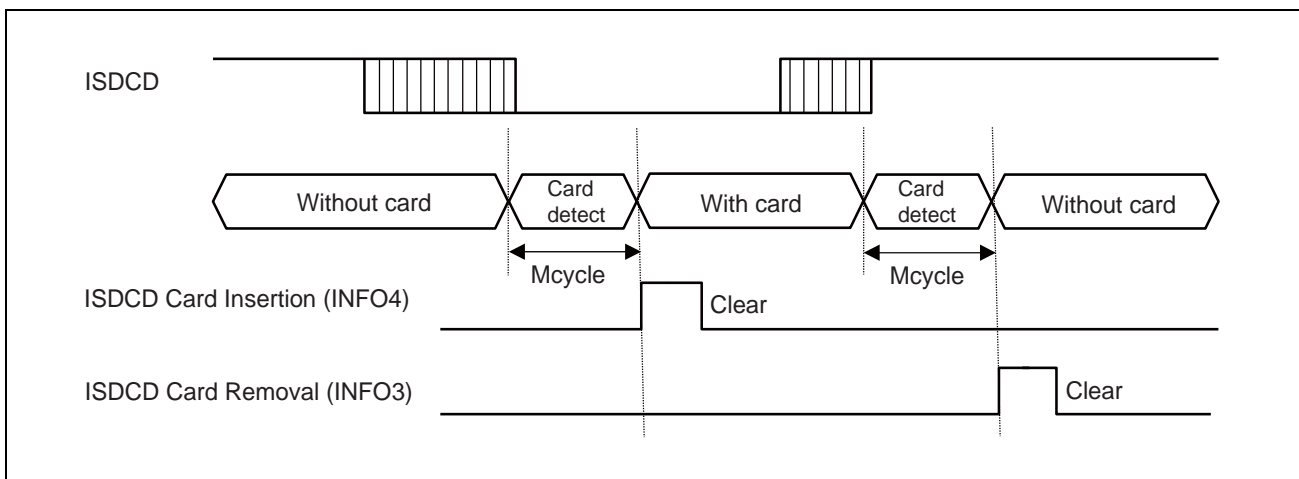 ISDCD
Without card
Card
detect
With card
Card
detect
Without card
Mcycle
Mcycle
ISDCD Card Insertion (INFO4)
Clear
ISDCD Card Removal (INFO3)
Clear